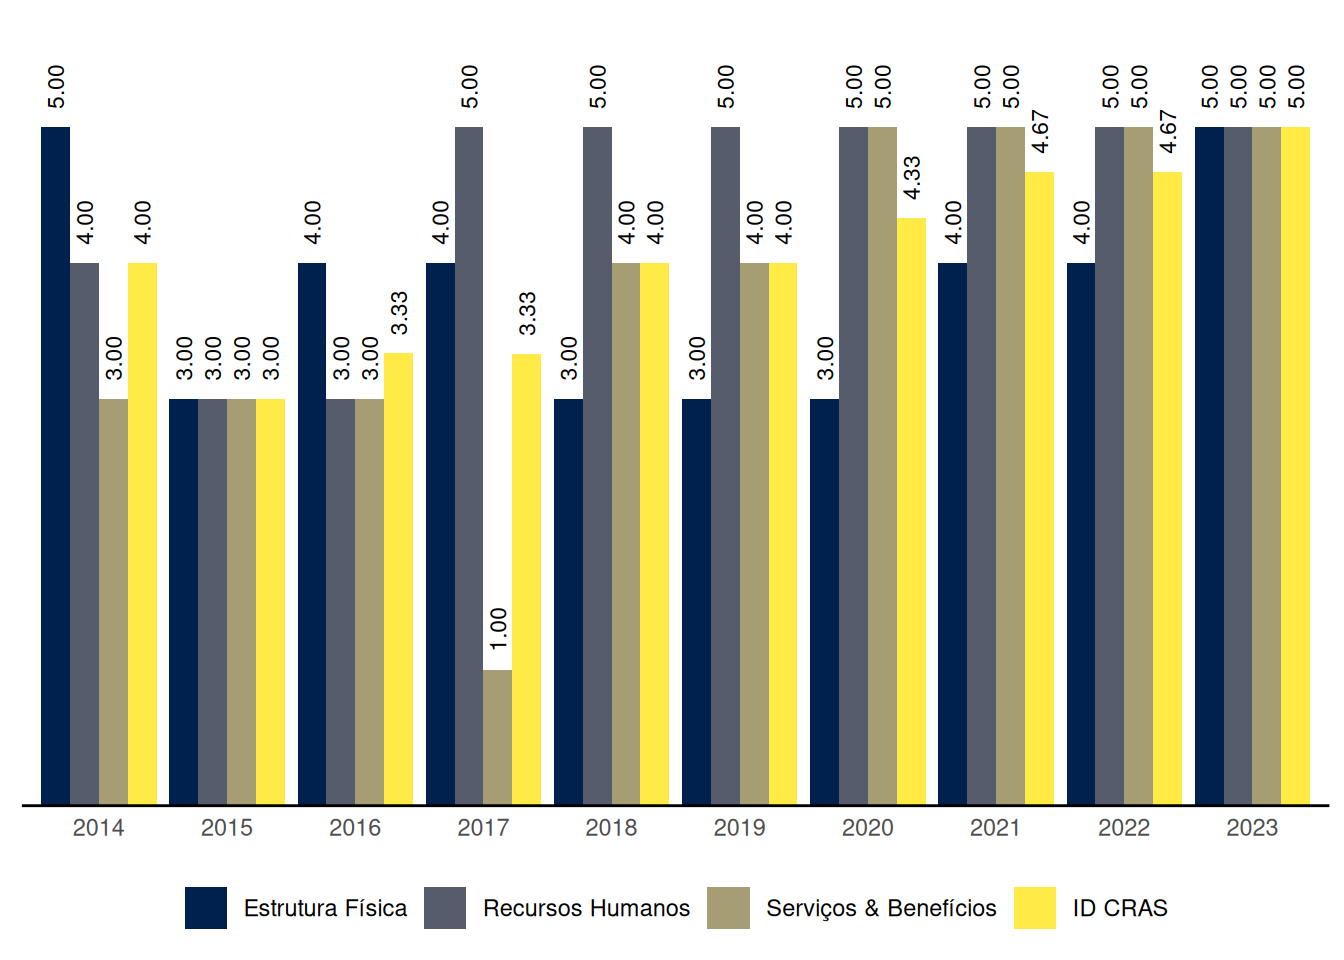 5.00 4.00 3.00 4.00
3.00 3.00 3.00 3.00
4.00 3.00 3.00 3.33
4.00 5.00 1.00 3.33
3.00 5.00 4.00 4.00
3.00 5.00 4.00 4.00
3.00 5.00 5.00 4.33
4.00 5.00 5.00 4.67
4.00 5.00 5.00 4.67
5.00 5.00 5.00 5.00
2014 2015 2016 2017 2018 2019 2020 2021 2022 2023
Estrutura Física Recursos Humanos Serviços & Benefícios ID CRAS